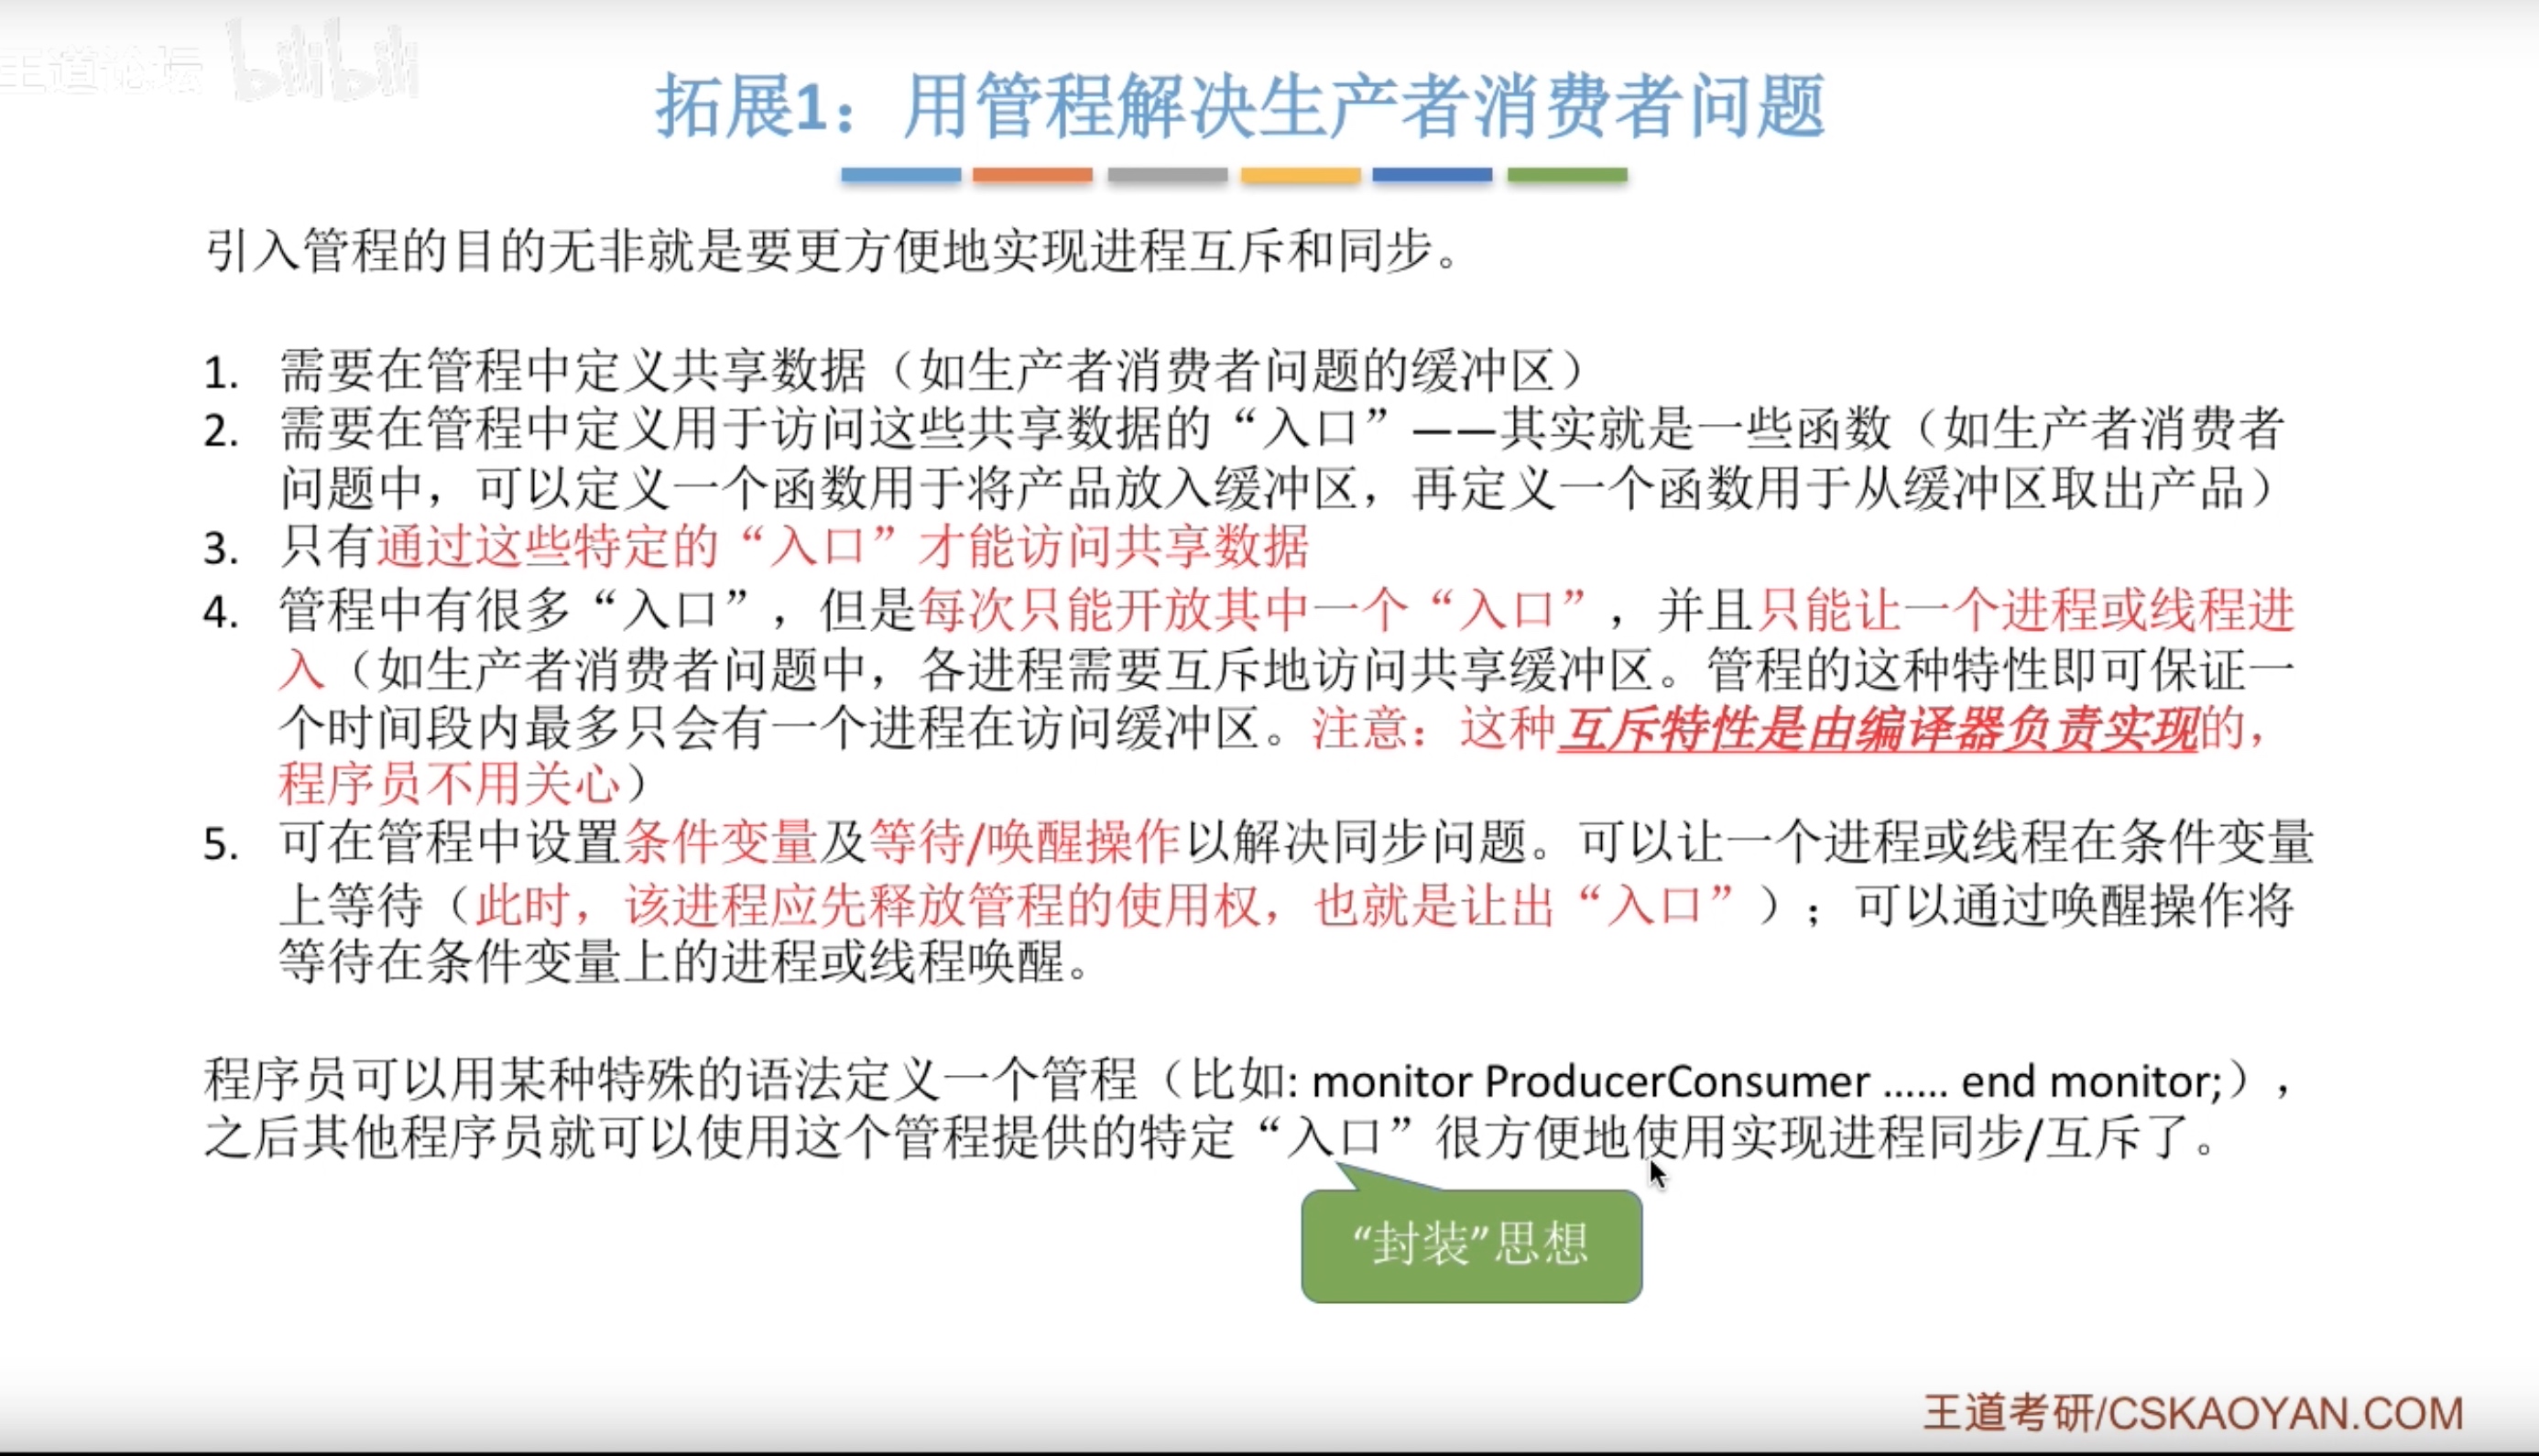 王道论坛 bilibili
拓展1：用管程解决生产者消费者问题
引入管程的目的无非就是要更方便地实现进程互斥和同步。
1. 需要在管程中定义共享数据（如生产者消费者问题的缓冲区）
2. 需要在管程中定义用于访问这些共享数据的“入口”——其实就是一些函数（如生产者消费者
问题中，可以定义一个函数用于将产品放入缓冲区，再定义一个函数用于从缓冲区取出产品）
3. 只有通过这些特定的“入口”才能访问共享数据
4. 管程中有很多“入口”，但是每次只能开放其中一个“入口”，并且只能让一个进程或线程进
入（如生产者消费者问题中，各进程需要互斥地访问共享缓冲区。管程的这种特性即可保证一
个时间段内最多只会有一个进程在访问缓冲区。注意：这种互斥特性是由编译器负责实现的，
程序员不用关心）
5. 可在管程中设置条件变量及等待/唤醒操作以解决同步问题。可以让一个进程或线程在条件变量
上等待（此时，该进程应先释放管程的使用权，也就是让出“入口”）；可以通过唤醒操作将
等待在条件变量上的进程或线程唤醒。
程序员可以用某种特殊的语法定义一个管程（比如: monitor ProducerConsumer ...... end monitor;），
之后其他程序员就可以使用这个管程提供的特定“入口”很方便地使用实现进程同步/互斥了。
“封装”思想
王道考研/CSKAOYAN.COM